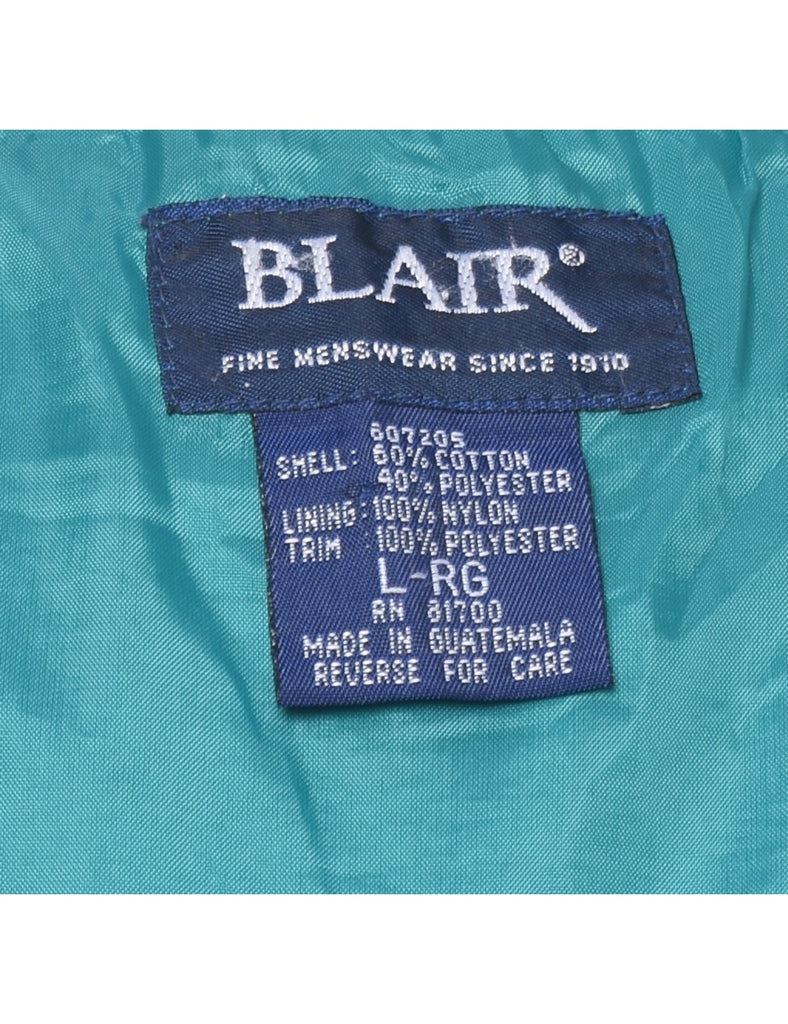 BLAIR®
FINE MENSWEAR SINCE 1910
607205
SHELL: 60% COTTON
40% POLYESTER
LINING: 100% NYLON
TRIM : 100% POLYESTER
L-RG
RN 81700
MADE IN GUATEMALA
REVERSE FOR CARE